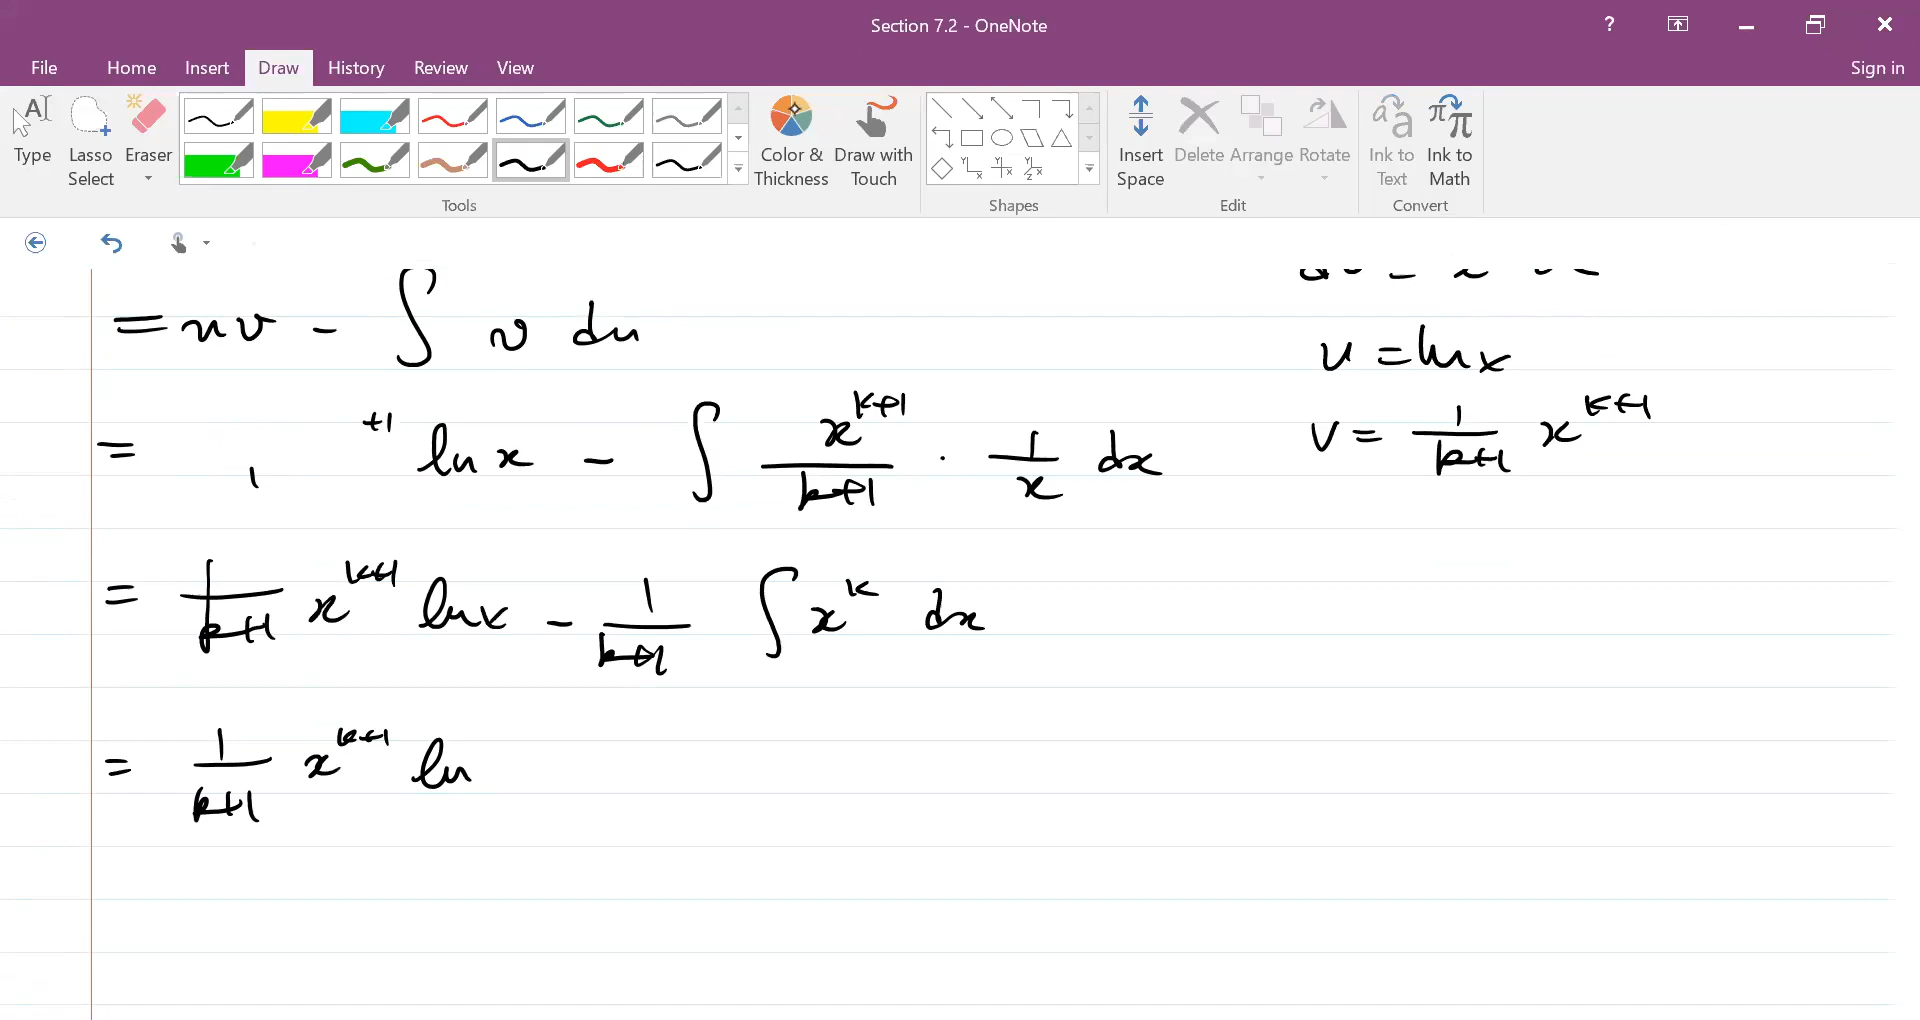 Section 7.2 - OneNote
?
File Home Insert Draw History Review View Sign in
Type Lasso Select Eraser Color & Thickness Draw with Touch Insert Space Delete Arrange Rotate Ink to Text Ink to Math
Tools Shapes Edit Convert
= uv - ∫ v du
u = ln x
= +1 ln x - ∫ x^{k+1}/(k+1) · 1/x dx
v = 1/(k+1) x^{k+1}
= 1/(k+1) x^{k+1} ln x - 1/(k+1) ∫ x^k dx
= 1/(k+1) x^{k+1} ln